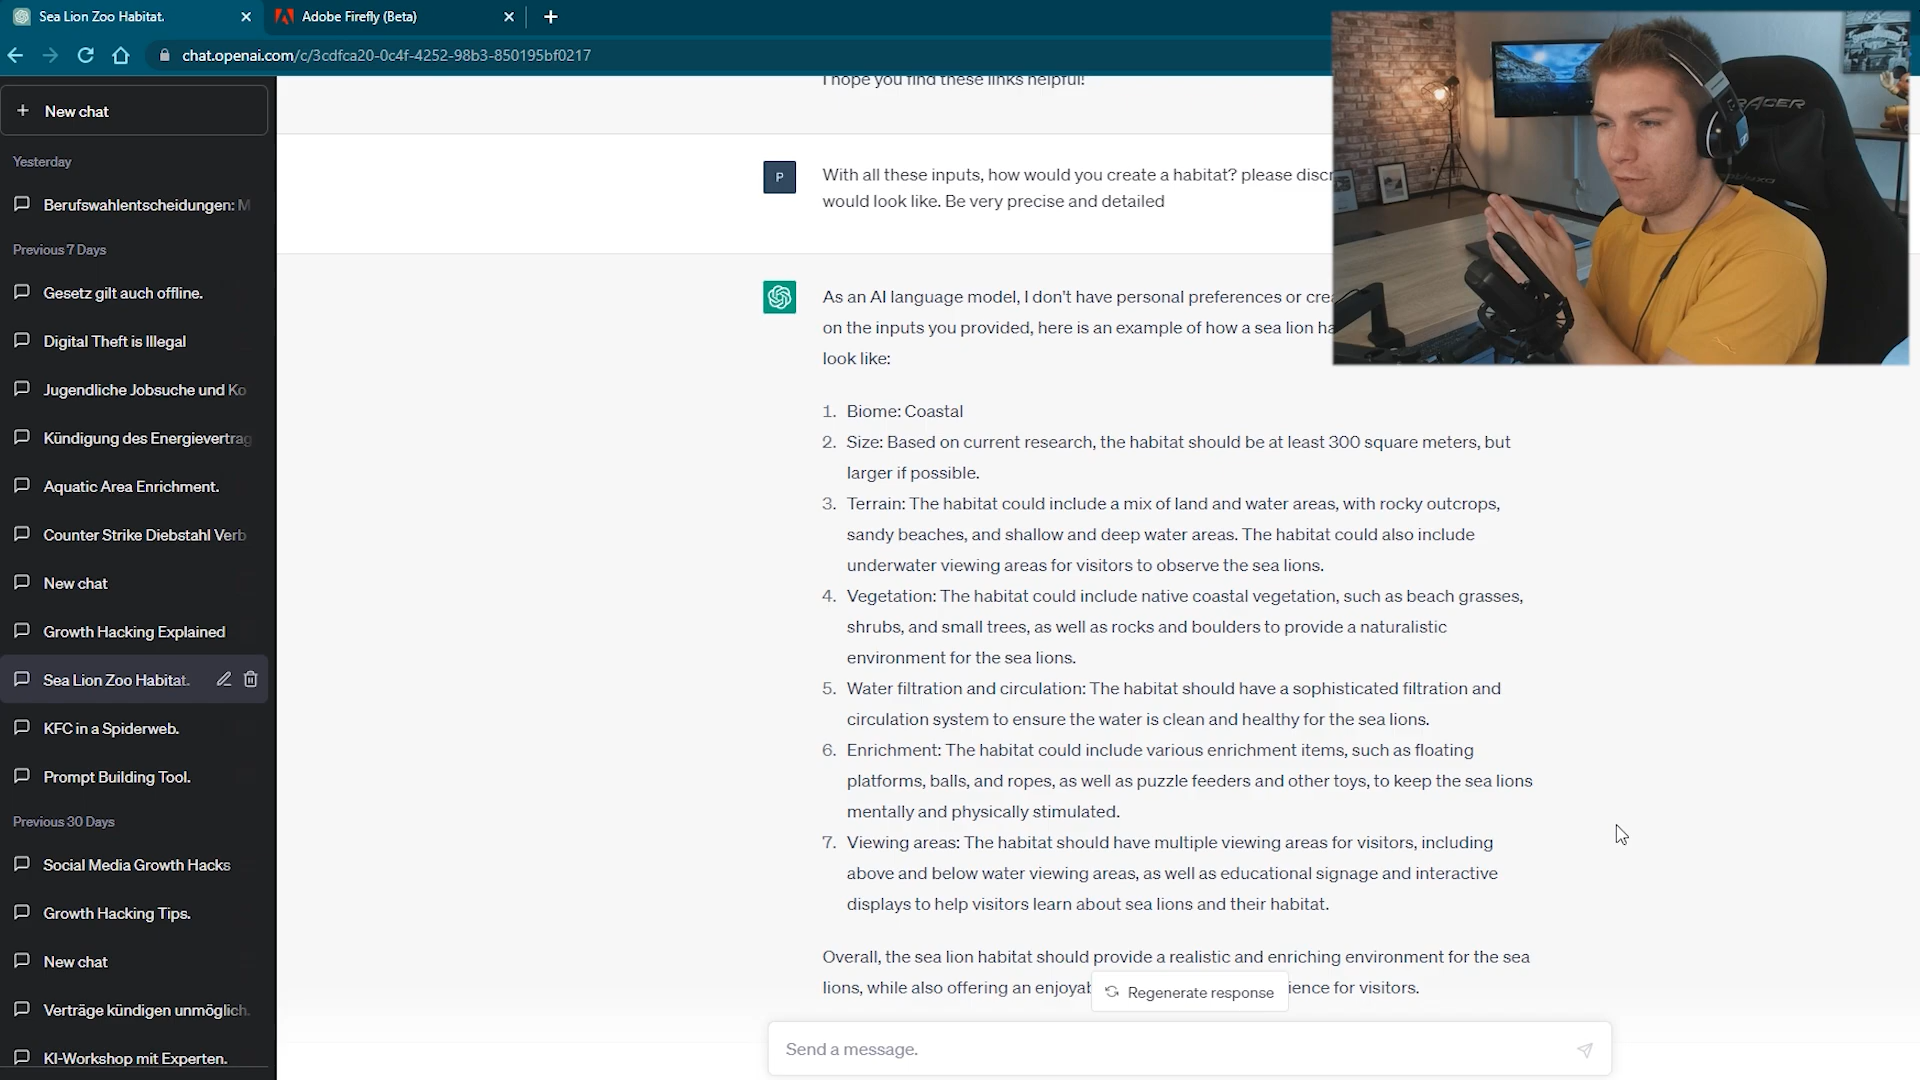 Sea Lion Zoo Habitat.
Adobe Firefly (Beta)
chat.openai.com/c/3cdfca20-0c4f-4252-98b3-850195bf0217
New chat
Yesterday
Berufswahlentscheidungen: M
Previous 7 Days
Gesetz gilt auch offline.
Digital Theft is Illegal
Jugendliche Jobsuche und Ko
Kündigung des Energievertrag
Aquatic Area Enrichment.
Counter Strike Diebstahl Verb
New chat
Growth Hacking Explained
Sea Lion Zoo Habitat.
KFC in a Spiderweb.
Prompt Building Tool.
Previous 30 Days
Social Media Growth Hacks
Growth Hacking Tips.
New chat
Verträge kündigen unmöglich.
KI-Workshop mit Experten.
I hope you find these links helpful!
P
With all these inputs, how would you create a habitat? please discr
would look like. Be very precise and detailed
As an AI language model, I don't have personal preferences or crea
on the inputs you provided, here is an example of how a sea lion ha
look like:
1. Biome: Coastal
2. Size: Based on current research, the habitat should be at least 300 square meters, but
larger if possible.
3. Terrain: The habitat could include a mix of land and water areas, with rocky outcrops,
sandy beaches, and shallow and deep water areas. The habitat could also include
underwater viewing areas for visitors to observe the sea lions.
4. Vegetation: The habitat could include native coastal vegetation, such as beach grasses,
shrubs, and small trees, as well as rocks and boulders to provide a naturalistic
environment for the sea lions.
5. Water filtration and circulation: The habitat should have a sophisticated filtration and
circulation system to ensure the water is clean and healthy for the sea lions.
6. Enrichment: The habitat could include various enrichment items, such as floating
platforms, balls, and ropes, as well as puzzle feeders and other toys, to keep the sea lions
mentally and physically stimulated.
7. Viewing areas: The habitat should have multiple viewing areas for visitors, including
above and below water viewing areas, as well as educational signage and interactive
displays to help visitors learn about sea lions and their habitat.
Overall, the sea lion habitat should provide a realistic and enriching environment for the sea
lions, while also offering an enjoyab ience for visitors.
Regenerate response
Send a message.